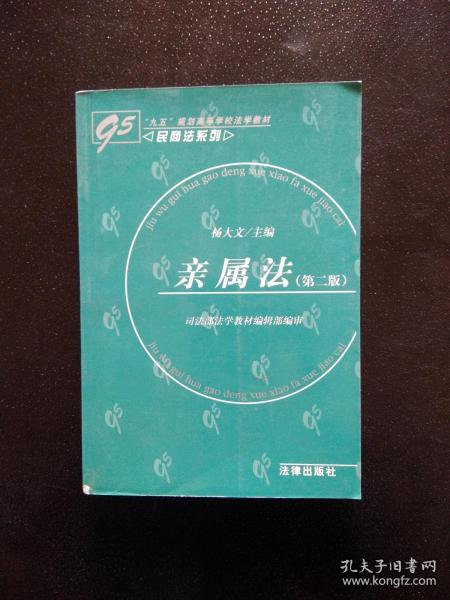 95
"九五"规划高等学校法学教材
◁民商法系列▷
jiu wu gui hua gao deng xue xiao fa xue jiao cai
杨大文/主编
亲属法(第二版)
司法部法学教材编辑部编审
jiu wu gui hua gao deng xue xiao fa xue jiao cai
法律出版社
孔夫子旧书网
www.kongfz.com